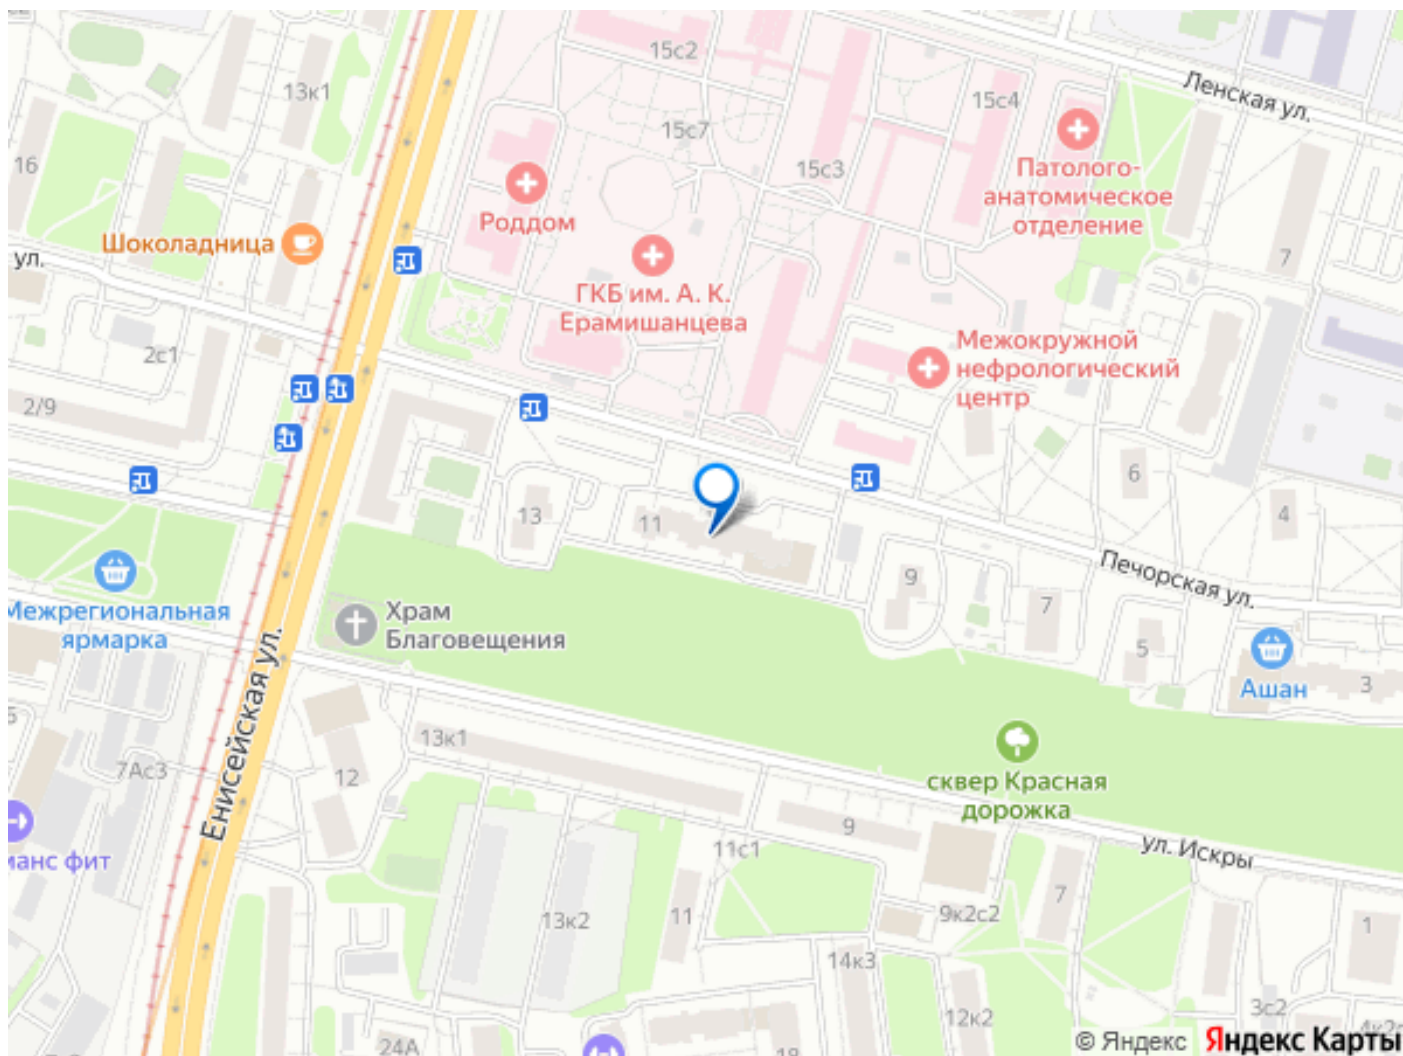 15с2
13к1
15с4
Ленская ул.
15с7
16
15с3
Патолого-
анатомическое
отделение
Роддом
Шоколадница
ул.
7
ГКБ им. А. К.
Ерамишанцева
2с1
Межокружной
нефрологический
центр
2/9
6
13
11
4
Печорская ул.
9
7
Межрегиональная
ярмарка
Храм
Благовещения
5
Ашан
3
Енисейская ул.
13к1
7Ас3
12
сквер Красная
дорожка
9
ул. Искры
11с1
манс фит
13к2
11
9к2с2
7
1
14к3
12к2
3с2
24А
© Яндекс
Яндекс Карты